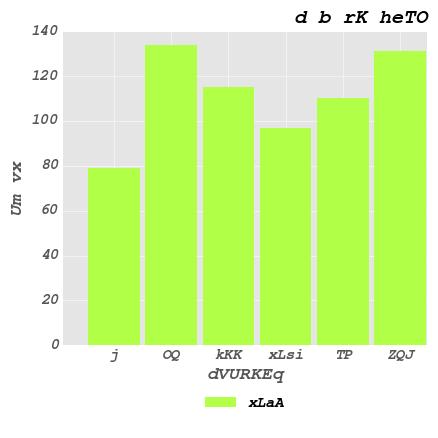 d b rK heTO
140
120
100
80
60
40
20
0
Um vx
j OQ kKK xLsi TP ZQJ
dVURKEq
xLaA